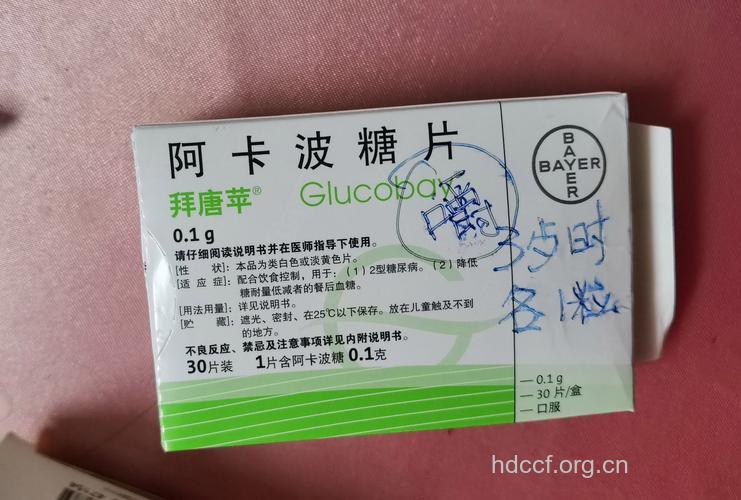 阿卡波糖片
拜唐苹® Glucobay
嚼
BAYER
BAYER
0.1 g
请仔细阅读说明书并在医师指导下使用。
[性 状]:本品为类白色或淡黄色片。
[适 应 症]:配合饮食控制,用于:(1)2型糖尿病。(2)降低
糖耐量低减者的餐后血糖。
[用法用量]:详见说明书。
[贮 藏]:遮光、密封、在25℃以下保存。放在儿童触及不到
的地方。
不良反应、禁忌及注意事项详见内附说明书。
30片装 1片含阿卡波糖 0.1克
时
各1粒
— 0.1 g
— 30 片/盒
— 口服
hdccf.org.cn